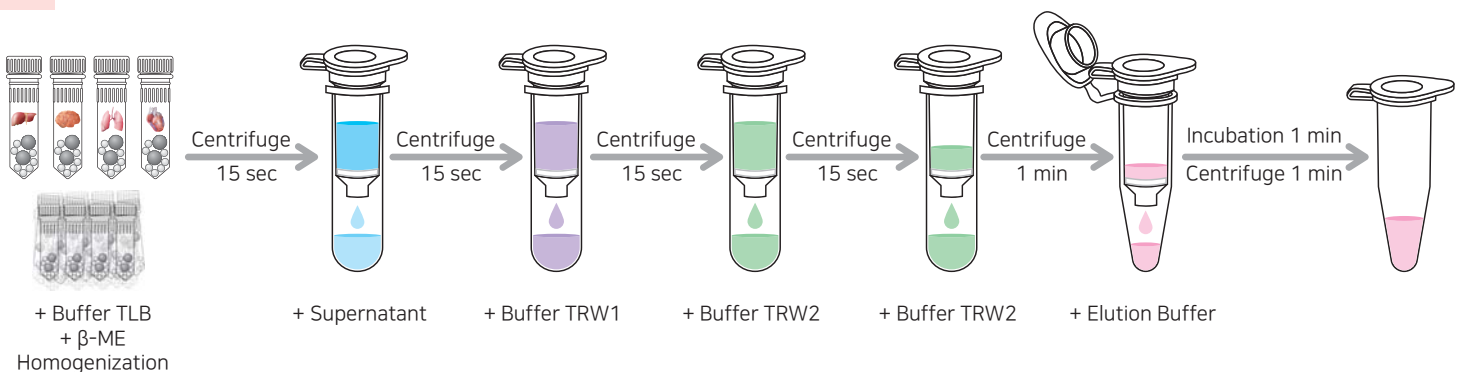 Centrifuge
15 sec
Centrifuge
15 sec
Centrifuge
15 sec
Centrifuge
15 sec
Centrifuge
1 min
Incubation 1 min
Centrifuge 1 min
+ Buffer TLB
+ β-ME
Homogenization
+ Supernatant
+ Buffer TRW1
+ Buffer TRW2
+ Buffer TRW2
+ Elution Buffer